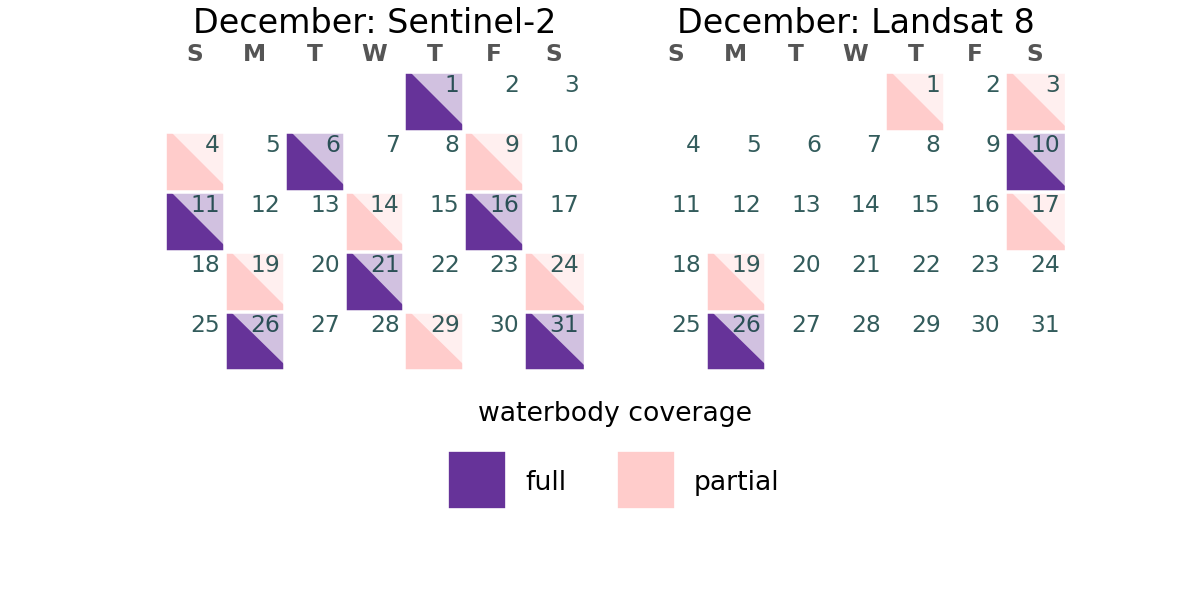 December: Sentinel-2
S M T W T F S
1 2 3
4 5 6 7 8 9 10
11 12 13 14 15 16 17
18 19 20 21 22 23 24
25 26 27 28 29 30 31
December: Landsat 8
S M T W T F S
1 2 3
4 5 6 7 8 9 10
11 12 13 14 15 16 17
18 19 20 21 22 23 24
25 26 27 28 29 30 31
waterbody coverage
full
partial